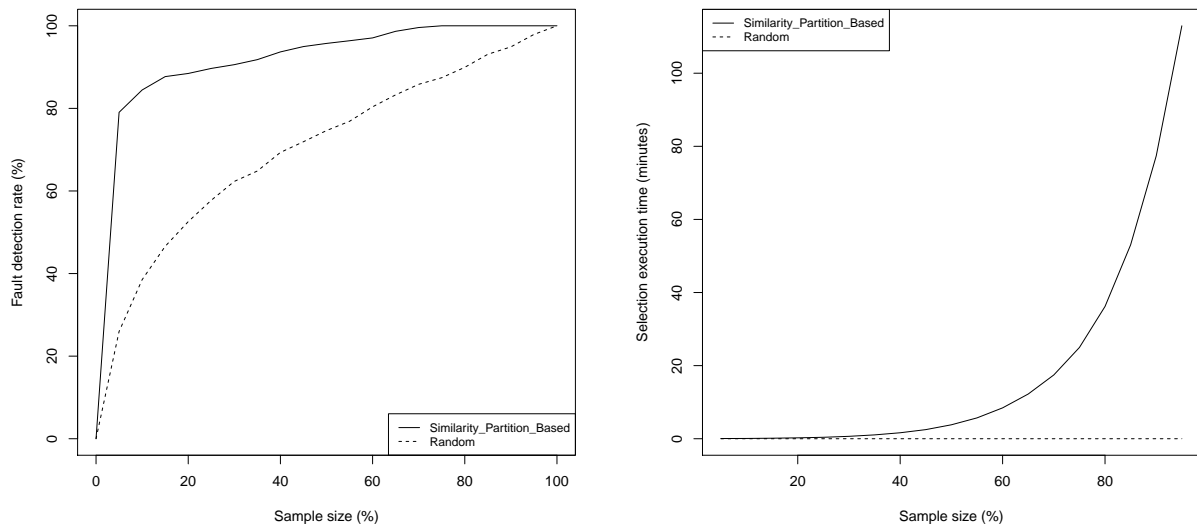 Fault detection rate (%)
100
80
60
40
20
0
Similarity_Partition_Based
Random
0 20 40 60 80 100
Sample size (%)
Selection execution time (minutes)
Similarity_Partition_Based
Random
100
80
60
40
20
0
20 40 60 80
Sample size (%)